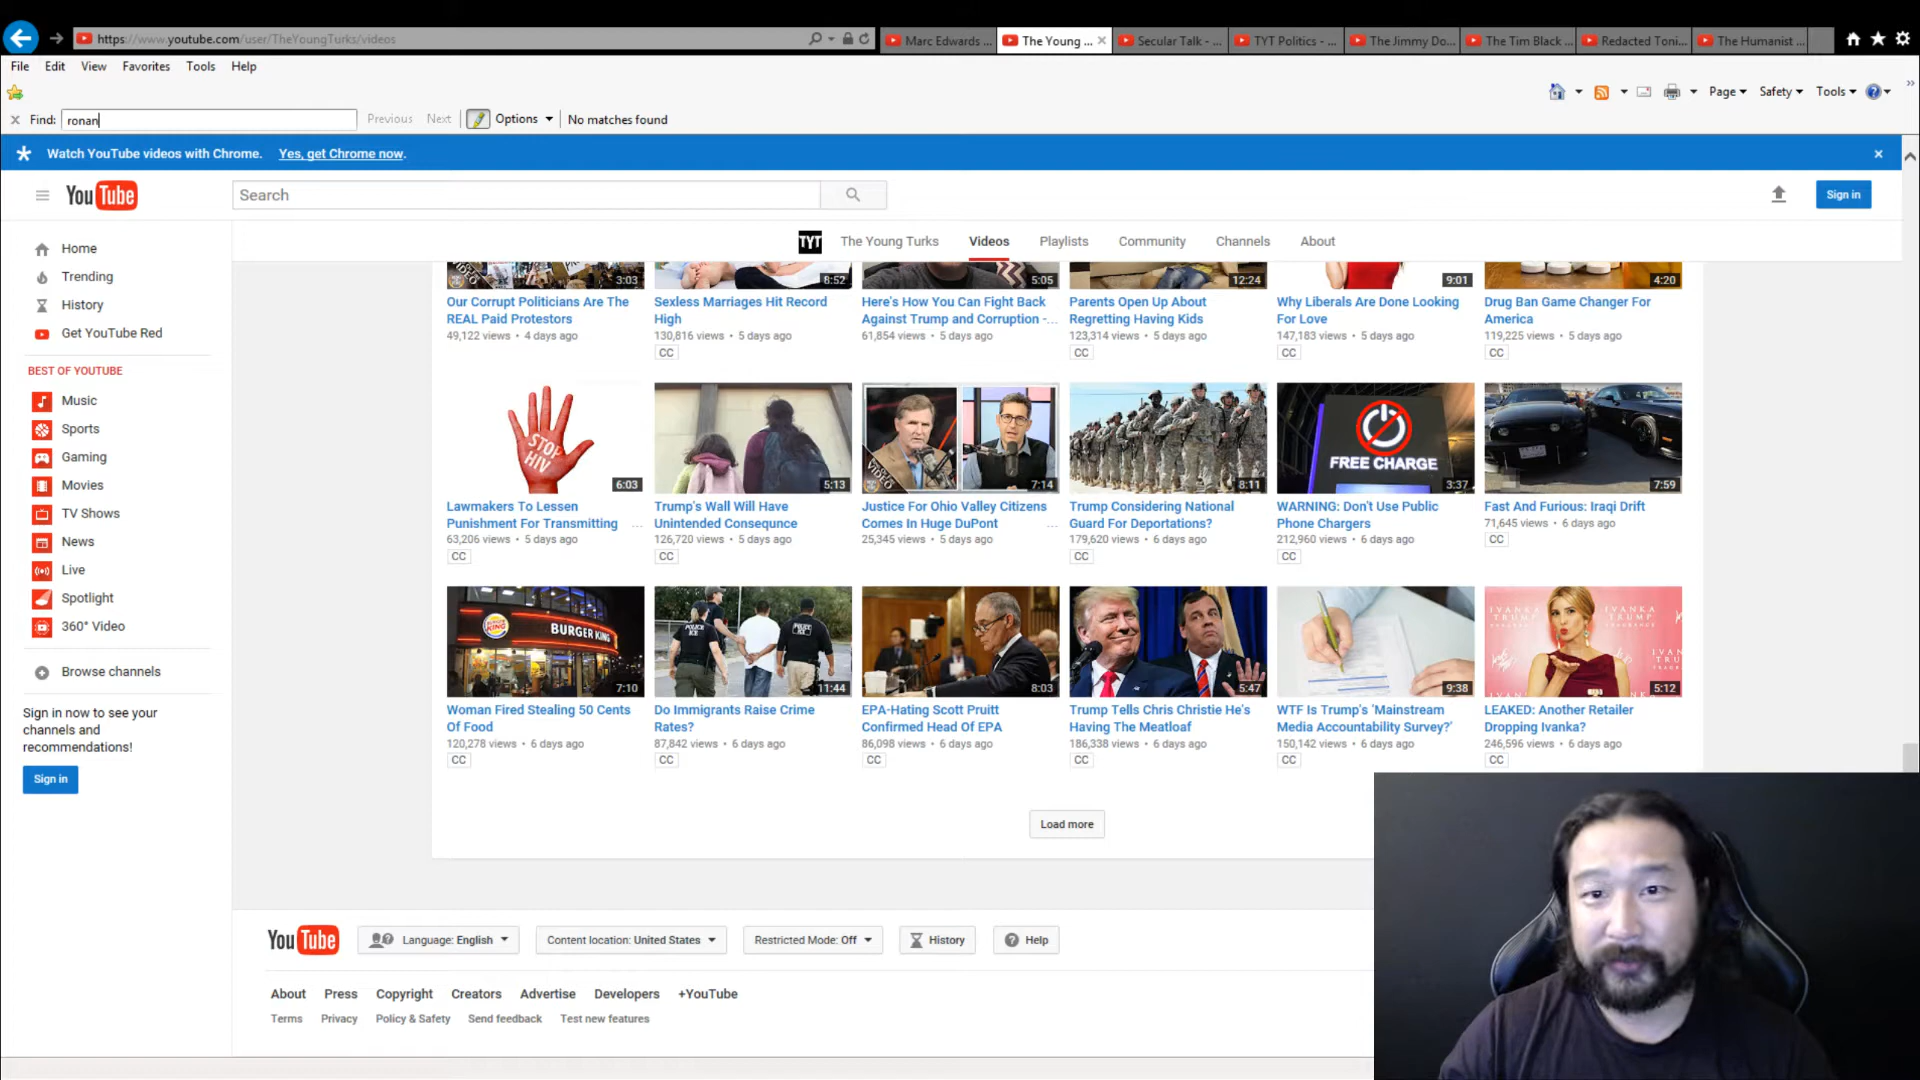 https://www.youtube.com/user/TheYoungTurks/videos
Marc Edwards ...
The Young ...
Secular Talk - ...
TYT Politics - ...
The Jimmy Do...
The Tim Black ...
Redacted Toni...
The Humanist ...
File Edit View Favorites Tools Help
Page Safety Tools
Find: ronan Previous Next Options No matches found
Watch YouTube videos with Chrome. Yes, get Chrome now.
YouTube Search Sign in
TYT The Young Turks Videos Playlists Community Channels About
Home
Trending
History
Get YouTube Red
BEST OF YOUTUBE
Music
Sports
Gaming
Movies
TV Shows
News
Live
Spotlight
360° Video
Browse channels
Sign in now to see your
channels and
recommendations!
Sign in
3:03
8:52
5:05
12:24
9:01
4:20
Our Corrupt Politicians Are The
REAL Paid Protestors
49,122 views • 4 days ago
Sexless Marriages Hit Record
High
130,816 views • 5 days ago
CC
Here's How You Can Fight Back
Against Trump and Corruption -...
61,854 views • 5 days ago
Parents Open Up About
Regretting Having Kids
123,314 views • 5 days ago
CC
Why Liberals Are Done Looking
For Love
147,183 views • 5 days ago
CC
Drug Ban Game Changer For
America
119,225 views • 5 days ago
CC
STOP
HIV
6:03
Lawmakers To Lessen
Punishment For Transmitting ...
63,206 views • 5 days ago
CC
5:13
Trump's Wall Will Have
Unintended Consequnce
126,720 views • 5 days ago
CC
7:14
Justice For Ohio Valley Citizens
Comes In Huge DuPont ...
25,345 views • 5 days ago
8:11
Trump Considering National
Guard For Deportations?
179,620 views • 6 days ago
CC
FREE CHARGE
3:37
WARNING: Don't Use Public
Phone Chargers
212,960 views • 6 days ago
CC
7:59
Fast And Furious: Iraqi Drift
71,645 views • 6 days ago
CC
BURGER KING
7:10
Woman Fired Stealing 50 Cents
Of Food
120,278 views • 6 days ago
CC
POLICE
ICE
11:44
Do Immigrants Raise Crime
Rates?
87,842 views • 6 days ago
CC
8:03
EPA-Hating Scott Pruitt
Confirmed Head Of EPA
86,098 views • 6 days ago
CC
5:47
Trump Tells Chris Christie He's
Having The Meatloaf
186,338 views • 6 days ago
CC
9:38
WTF Is Trump's 'Mainstream
Media Accountability Survey?'
150,142 views • 6 days ago
CC
IVANKA
TRUMP
5:12
LEAKED: Another Retailer
Dropping Ivanka?
246,596 views • 6 days ago
CC
Load more
YouTube Language: English Content location: United States Restricted Mode: Off History Help
About Press Copyright Creators Advertise Developers +YouTube
Terms Privacy Policy & Safety Send feedback Test new features